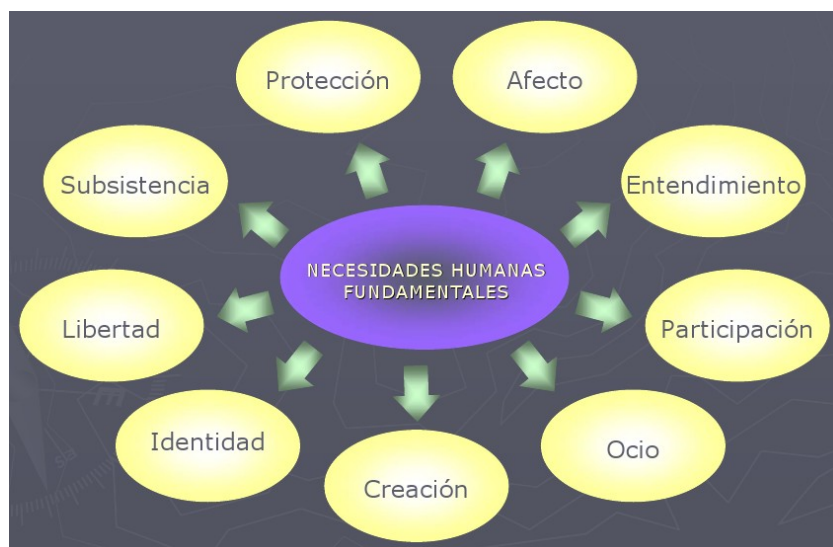 Protección
Afecto
Subsistencia
Entendimiento
NECESIDADES HUMANAS
FUNDAMENTALES
Libertad
Participación
Identidad
Ocio
Creación